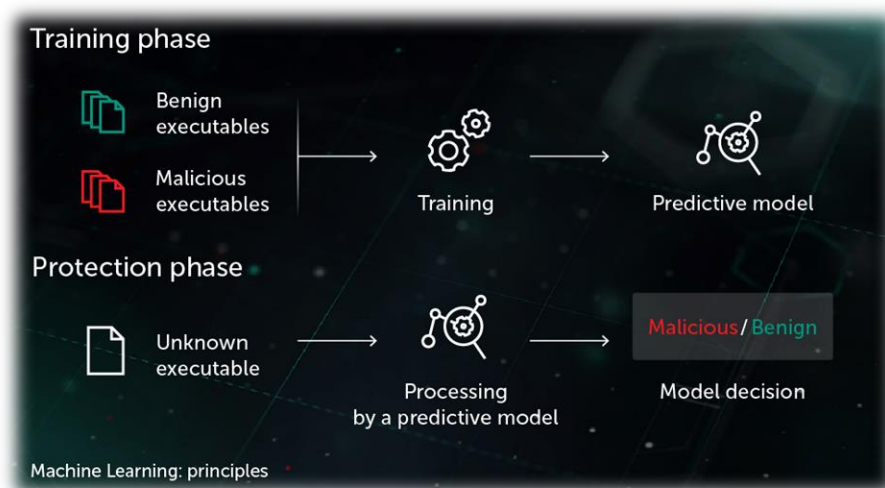 Training phase
Benign
executables
Malicious
executables
Training
Predictive model
Protection phase
Unknown
executable
Processing
by a predictive model
Malicious/Benign
Model decision
Machine Learning: principles